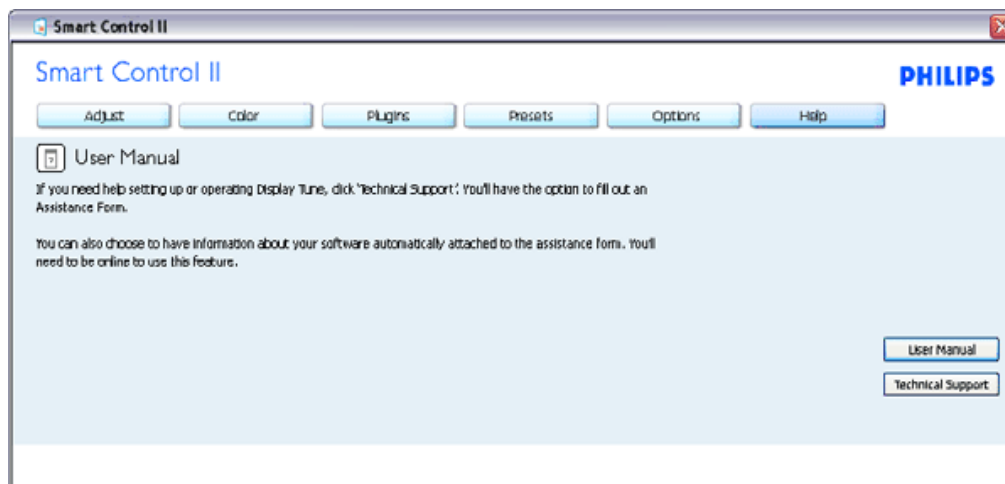 Smart Control II
Smart Control II
PHILIPS
Adjust Color Plugins Presets Options Help
? User Manual
If you need help setting up or operating Display Tune, click 'Technical Support'. You'll have the option to fill out an
Assistance Form.
You can also choose to have information about your software automatically attached to the assistance form. You'll
need to be online to use this feature.
User Manual
Technical Support